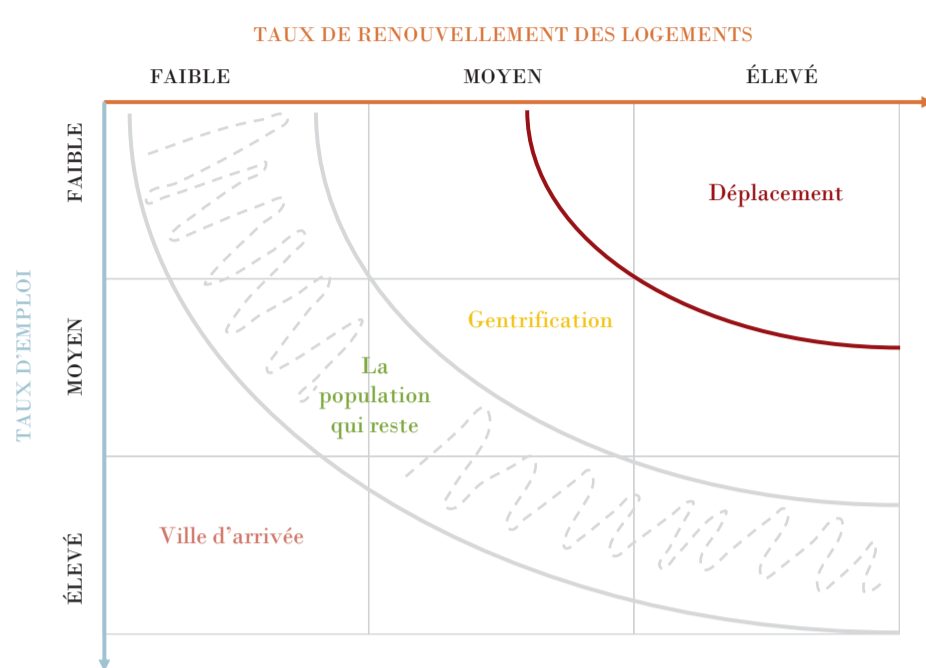 TAUX DE RENOUVELLEMENT DES LOGEMENTS
FAIBLE
MOYEN
ÉLEVÉ
TAUX D'EMPLOI
FAIBLE
MOYEN
ÉLEVÉ
Déplacement
Gentrification
La
population
qui reste
Ville d'arrivée